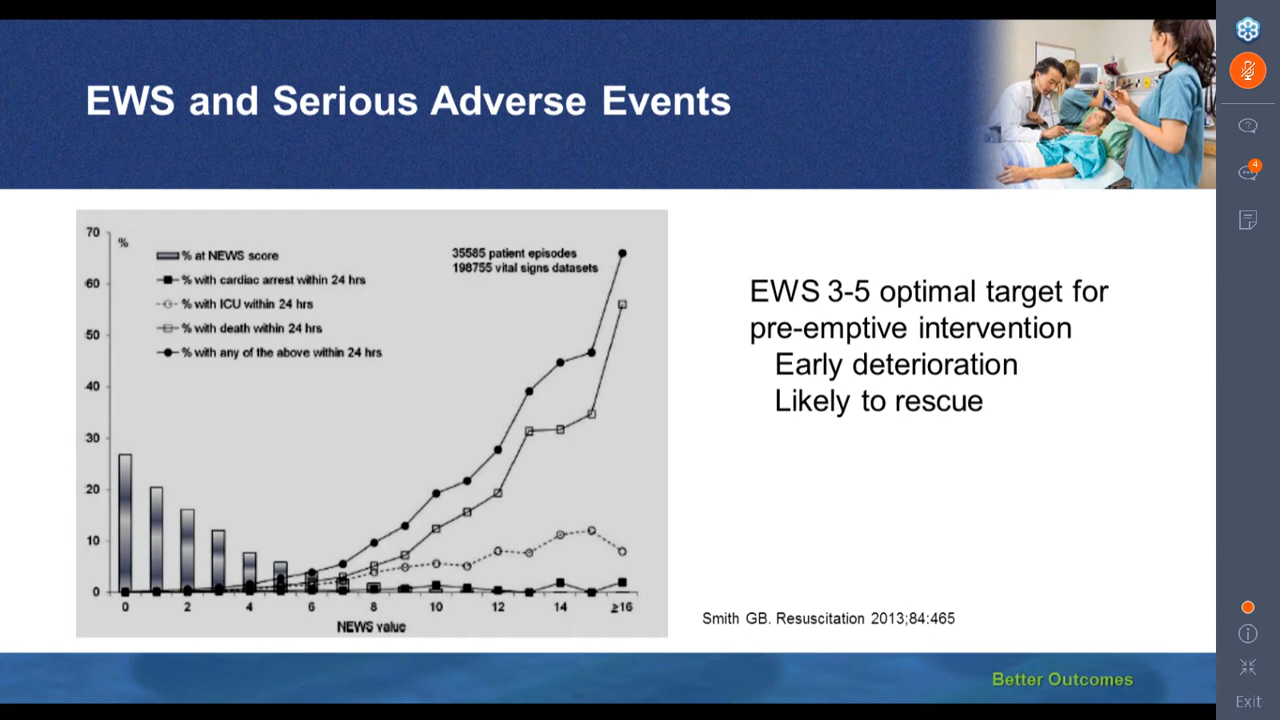 EWS and Serious Adverse Events
70
60
50
40
30
20
10
0
%
% at NEWS score
% with cardiac arrest within 24 hrs
% with ICU within 24 hrs
% with death within 24 hrs
% with any of the above within 24 hrs
35585 patient episodes
198755 vital signs datasets
0 2 4 6 8 10 12 14 ≥16
NEWS value
EWS 3-5 optimal target for
pre-emptive intervention
Early deterioration
Likely to rescue
Smith GB. Resuscitation 2013;84:465
Better Outcomes
?
4
Exit